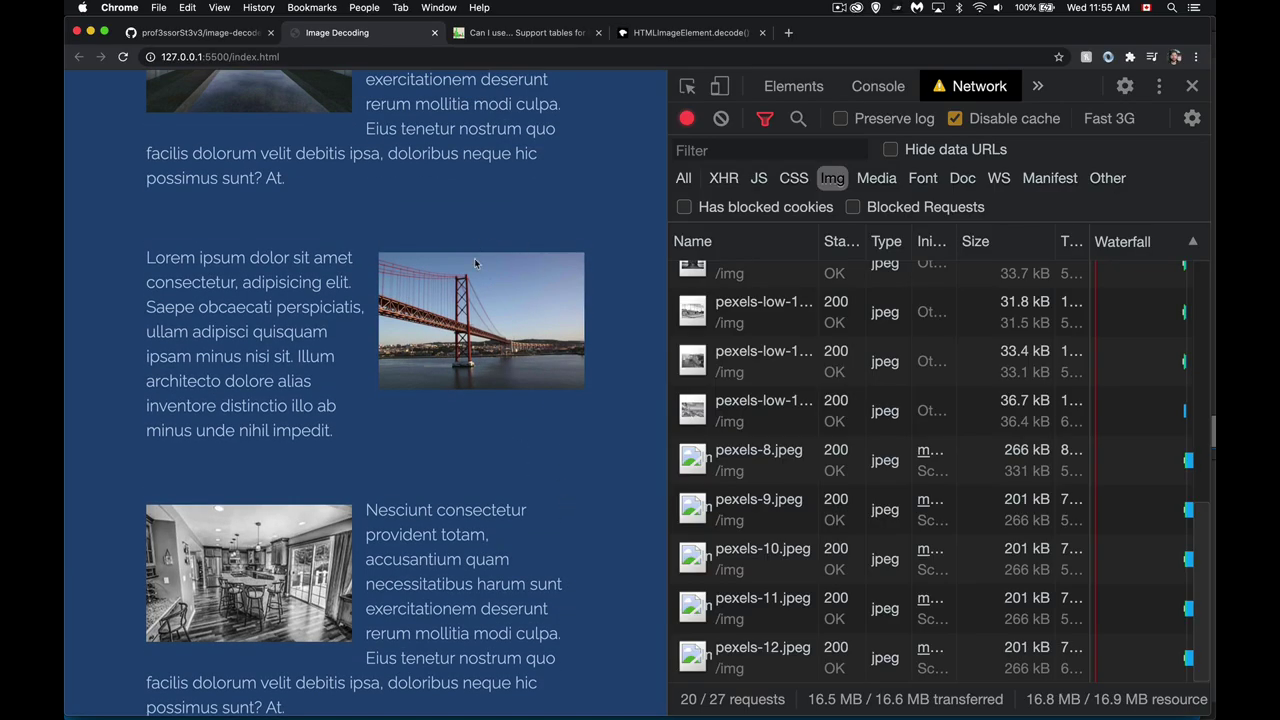 Chrome File Edit View History Bookmarks People Tab Window Help 100% Wed 11:55 AM
prof3ssorSt3v3/image-decode Image Decoding Can I use... Support tables for HTMLImageElement.decode()
127.0.0.1:5500/index.html
exercitationem deserunt
rerum mollitia modi culpa.
Eius tenetur nostrum quo
facilis dolorum velit debitis ipsa, doloribus neque hic
possimus sunt? At.
Lorem ipsum dolor sit amet
consectetur, adipisicing elit.
Saepe obcaecati perspiciatis,
ullam adipisci quisquam
ipsam minus nisi sit. Illum
architecto dolore alias
inventore distinctio illo ab
minus unde nihil impedit.
Nesciunt consectetur
provident totam,
accusantium quam
necessitatibus harum sunt
exercitationem deserunt
rerum mollitia modi culpa.
Eius tenetur nostrum quo
facilis dolorum velit debitis ipsa, doloribus neque hic
possimus sunt? At.
Elements Console Network
Preserve log Disable cache Fast 3G
Filter Hide data URLs
All XHR JS CSS Img Media Font Doc WS Manifest Other
Has blocked cookies Blocked Requests
Name Sta... Type Ini... Size T... Waterfall
/img OK jpeg Ot... 33.7 kB 5...
pexels-low-1... 200 jpeg Ot... 31.8 kB 1...
/img OK 31.5 kB 5...
pexels-low-1... 200 jpeg Ot... 33.4 kB 1...
/img OK 33.1 kB 5...
pexels-low-1... 200 jpeg Ot... 36.7 kB 1...
/img OK 36.4 kB 6...
pexels-8.jpeg 200 jpeg m... 266 kB 8...
/img OK Sc... 331 kB 5...
pexels-9.jpeg 200 jpeg m... 201 kB 7...
/img OK Sc... 266 kB 5...
pexels-10.jpeg 200 jpeg m... 201 kB 7...
/img OK Sc... 266 kB 5...
pexels-11.jpeg 200 jpeg m... 201 kB 7...
/img OK Sc... 266 kB 5...
pexels-12.jpeg 200 jpeg m... 201 kB 7...
/img OK Sc... 266 kB 5...
20 / 27 requests 16.5 MB / 16.6 MB transferred 16.8 MB / 16.9 MB resource